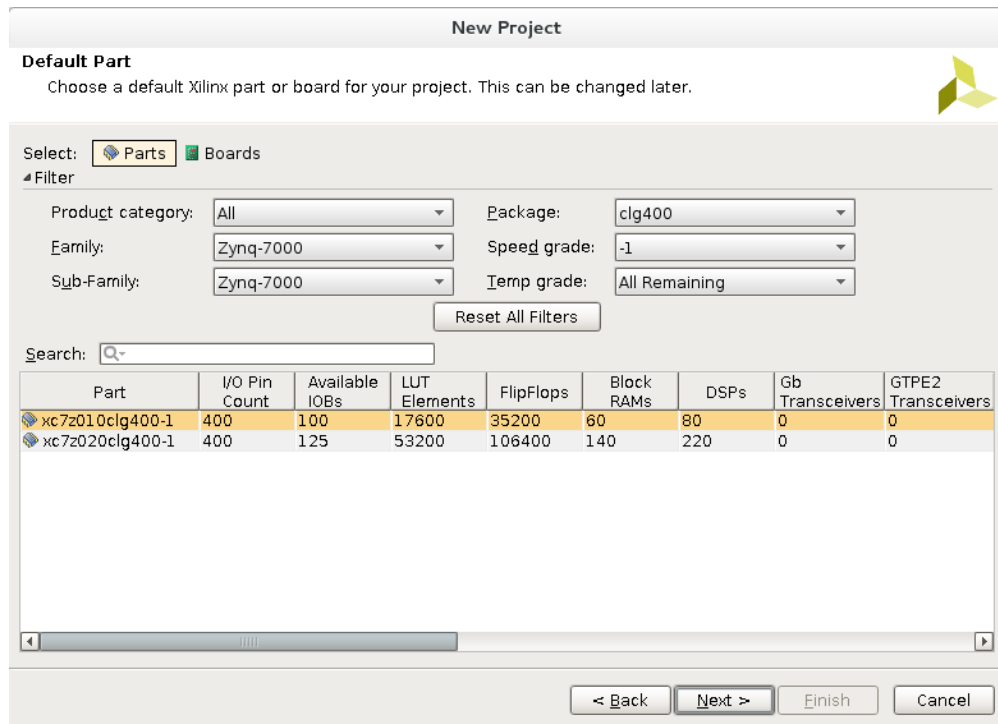 New Project
Default Part
Choose a default Xilinx part or board for your project. This can be changed later.
Select: Parts Boards
Filter
Product category: All Package: clg400
Family: Zynq-7000 Speed grade: -1
Sub-Family: Zynq-7000 Temp grade: All Remaining
Reset All Filters
Search:
Part I/O Pin Count Available IOBs LUT Elements FlipFlops Block RAMs DSPs Gb Transceivers GTPE2 Transceivers
xc7z010clg400-1 400 100 17600 35200 60 80 0 0
xc7z020clg400-1 400 125 53200 106400 140 220 0 0
< Back Next > Finish Cancel